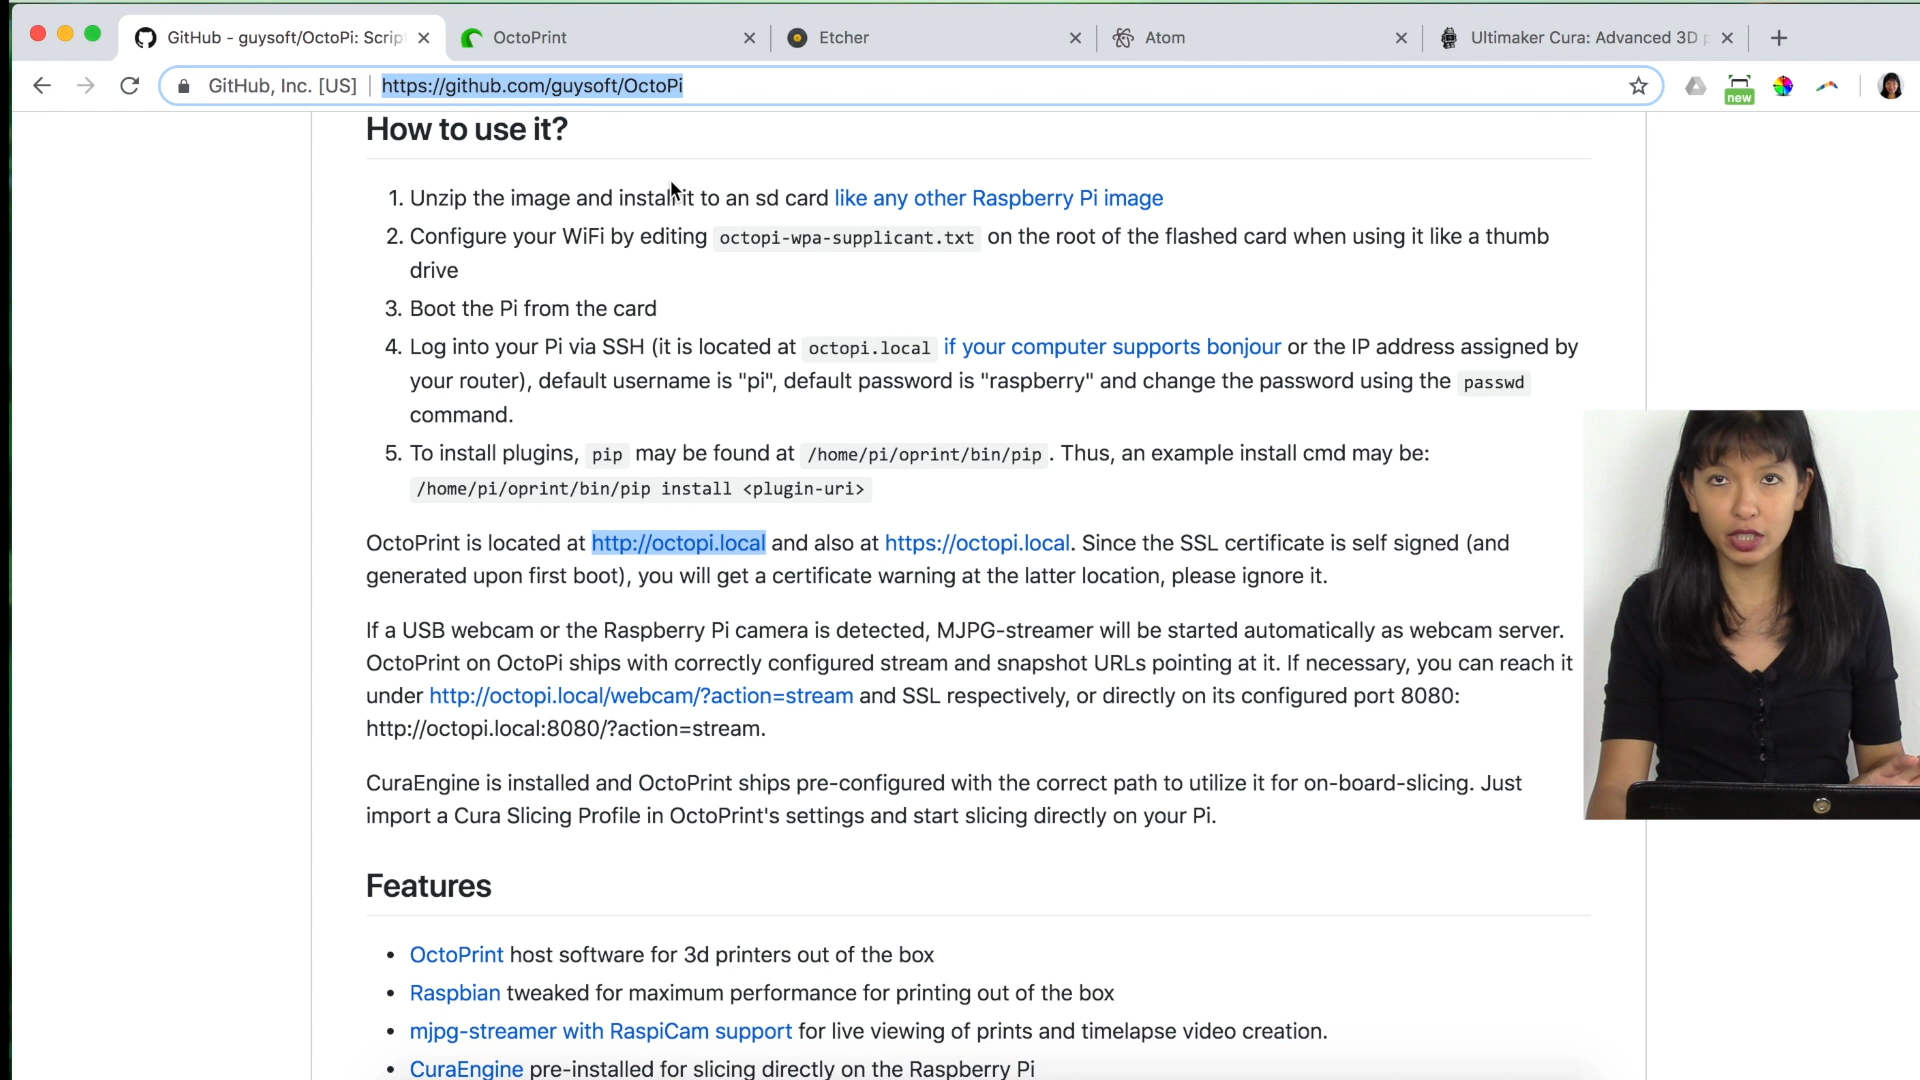 GitHub - guysoft/OctoPi: Scrip
OctoPrint
Etcher
Atom
Ultimaker Cura: Advanced 3D p
GitHub, Inc. [US]
https://github.com/guysoft/OctoPi
new
How to use it?
1. Unzip the image and install it to an sd card like any other Raspberry Pi image
2. Configure your WiFi by editing octopi-wpa-supplicant.txt on the root of the flashed card when using it like a thumb
drive
3. Boot the Pi from the card
4. Log into your Pi via SSH (it is located at octopi.local if your computer supports bonjour or the IP address assigned by
your router), default username is "pi", default password is "raspberry" and change the password using the passwd
command.
5. To install plugins, pip may be found at /home/pi/oprint/bin/pip. Thus, an example install cmd may be:
/home/pi/oprint/bin/pip install <plugin-uri>
OctoPrint is located at http://octopi.local and also at https://octopi.local. Since the SSL certificate is self signed (and
generated upon first boot), you will get a certificate warning at the latter location, please ignore it.
If a USB webcam or the Raspberry Pi camera is detected, MJPG-streamer will be started automatically as webcam server.
OctoPrint on OctoPi ships with correctly configured stream and snapshot URLs pointing at it. If necessary, you can reach it
under http://octopi.local/webcam/?action=stream and SSL respectively, or directly on its configured port 8080:
http://octopi.local:8080/?action=stream.
CuraEngine is installed and OctoPrint ships pre-configured with the correct path to utilize it for on-board-slicing. Just
import a Cura Slicing Profile in OctoPrint's settings and start slicing directly on your Pi.
Features
• OctoPrint host software for 3d printers out of the box
• Raspbian tweaked for maximum performance for printing out of the box
• mjpg-streamer with RaspiCam support for live viewing of prints and timelapse video creation.
• CuraEngine pre-installed for slicing directly on the Raspberry Pi